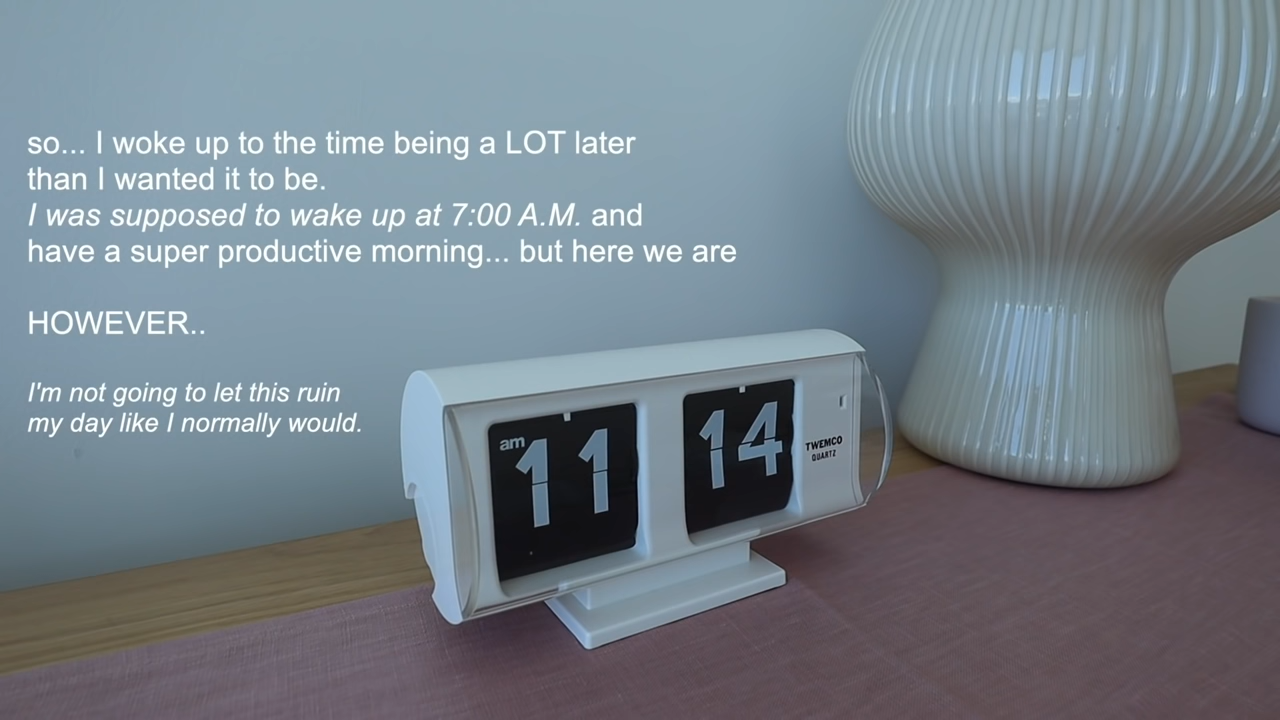 so... I woke up to the time being a LOT later
than I wanted it to be.
I was supposed to wake up at 7:00 A.M. and
have a super productive morning... but here we are
HOWEVER..
I'm not going to let this ruin
my day like I normally would.
am 11 14
TWEMCO
QUARTZ